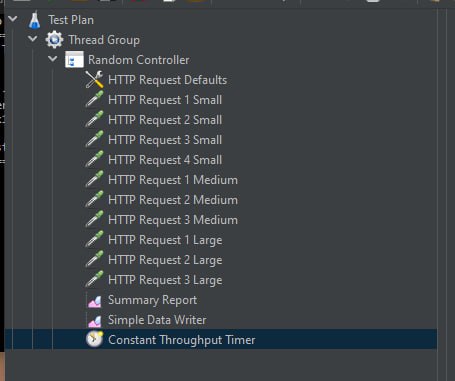 Test Plan
Thread Group
Random Controller
HTTP Request Defaults
HTTP Request 1 Small
HTTP Request 2 Small
HTTP Request 3 Small
HTTP Request 4 Small
HTTP Request 1 Medium
HTTP Request 2 Medium
HTTP Request 3 Medium
HTTP Request 1 Large
HTTP Request 2 Large
HTTP Request 3 Large
Summary Report
Simple Data Writer
Constant Throughput Timer